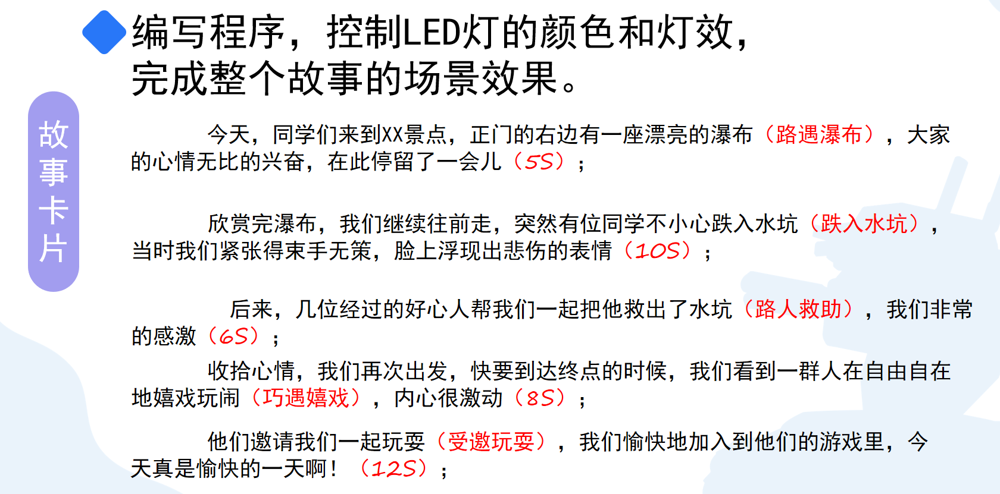 编写程序，控制LED灯的颜色和灯效，
完成整个故事的场景效果。
故事卡片
今天，同学们来到XX景点，正门的右边有一座漂亮的瀑布（路遇瀑布），大家
的心情无比的兴奋，在此停留了一会儿（5S）；
欣赏完瀑布，我们继续往前走，突然有位同学不小心跌入水坑（跌入水坑），
当时我们紧张得束手无策，脸上浮现出悲伤的表情（10S）；
后来，几位经过的好心人帮我们一起把他救出了水坑（路人救助），我们非常
的感激（6S）；
收拾心情，我们再次出发，快要到达终点的时候，我们看到一群人在自由自在
地嬉戏玩闹（巧遇嬉戏），内心很激动（8S）；
他们邀请我们一起玩耍（受邀玩耍），我们愉快地加入到他们的游戏里，今
天真是愉快的一天啊！（12S）；